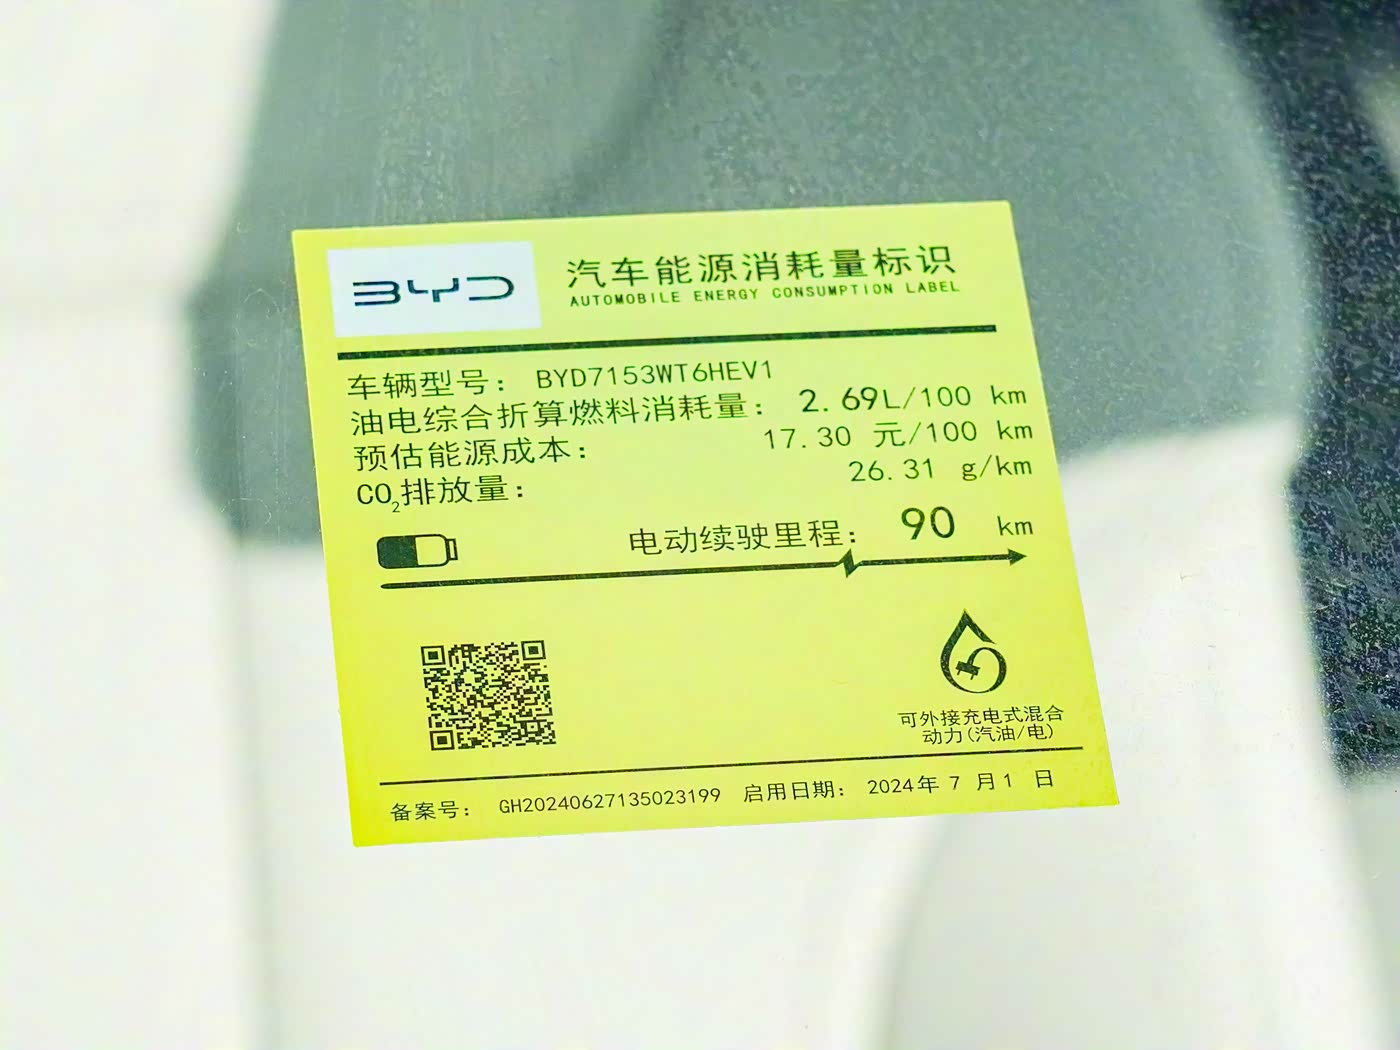 BYD
汽车能源消耗量标识
AUTOMOBILE ENERGY CONSUMPTION LABEL
车辆型号： BYD7153WT6HEV1
油电综合折算燃料消耗量： 2.69L/100 km
预估能源成本： 17.30 元/100 km
CO₂排放量： 26.31 g/km
电动续驶里程： 90 km
可外接充电式混合
动力(汽油/电)
备案号： GH20240627135023199 启用日期： 2024年 7 月1 日